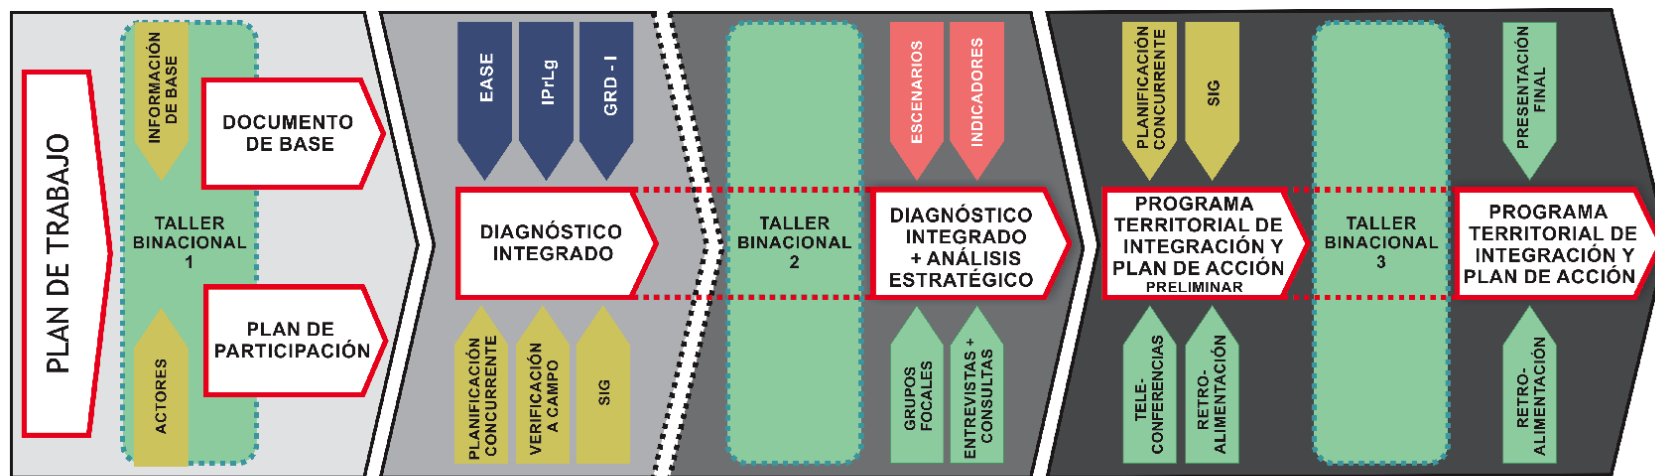 PLAN DE TRABAJO
INFORMACIÓN
DE BASE
TALLER
BINACIONAL
1
ACTORES
DOCUMENTO
DE BASE
PLAN DE
PARTICIPACIÓN
EASE
IPrLg
GRD - I
DIAGNÓSTICO
INTEGRADO
PLANIFICACIÓN
CONCURRENTE
VERIFICACIÓN
A CAMPO
SIG
TALLER
BINACIONAL
2
ESCENARIOS
INDICADORES
DIAGNÓSTICO
INTEGRADO
+ ANÁLISIS
ESTRATÉGICO
GRUPOS
FOCALES
ENTREVISTAS +
CONSULTAS
PLANIFICACIÓN
CONCURRENTE
SIG
PROGRAMA
TERRITORIAL DE
INTEGRACIÓN Y
PLAN DE ACCIÓN
PRELIMINAR
TELE-
CONFERENCIAS
RETRO-
ALIMENTACIÓN
TALLER
BINACIONAL
3
PRESENTACIÓN
FINAL
PROGRAMA
TERRITORIAL DE
INTEGRACIÓN Y
PLAN DE ACCIÓN
RETRO-
ALIMENTACIÓN